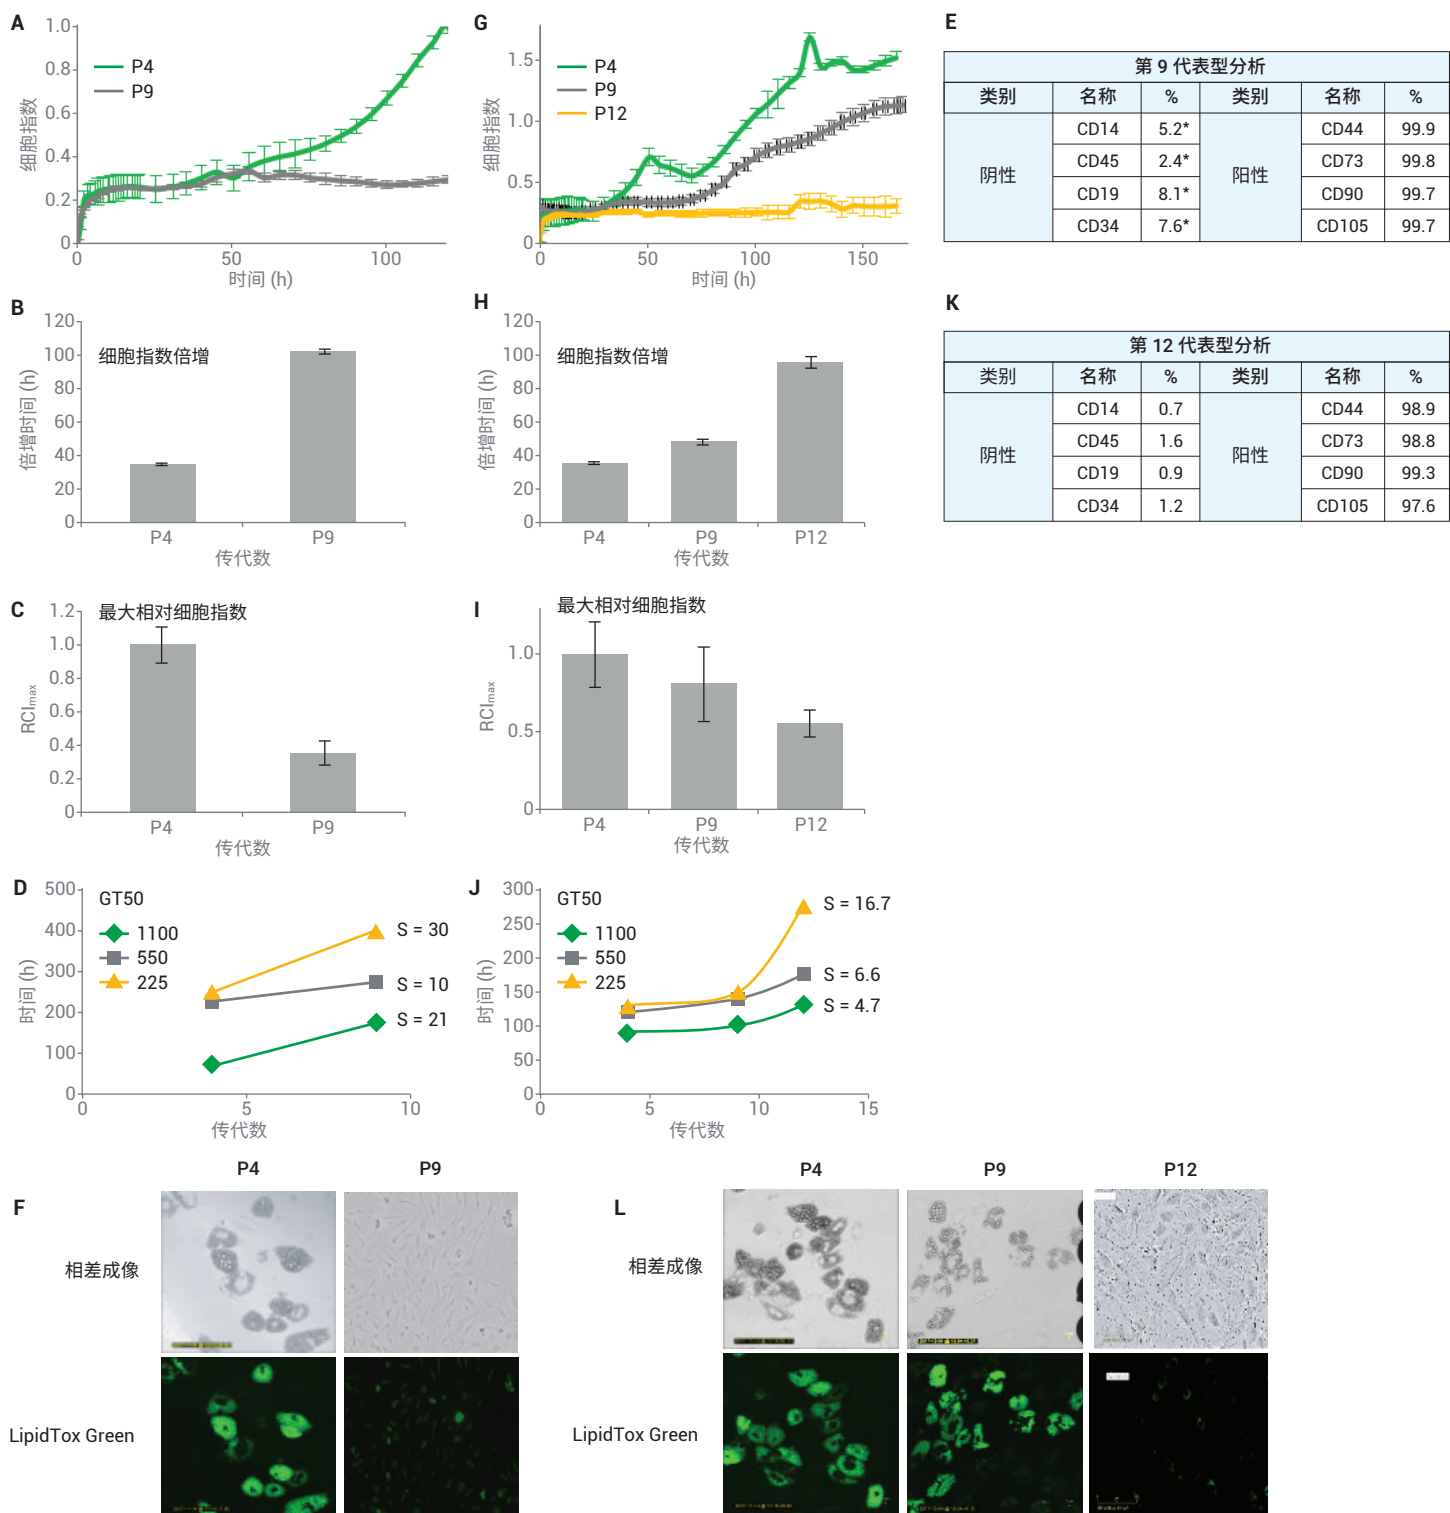 A
1.0
0.8
0.6
0.4
0.2
0
细胞指数
P4
P9
0
50
100
时间 (h)
G
1.5
1.0
0.5
0
细胞指数
P4
P9
P12
0
50
100
150
时间 (h)
E
第 9 代表型分析
类别 名称 % 类别 名称 %
阴性 CD14 5.2* 阳性 CD44 99.9
CD45 2.4* CD73 99.8
CD19 8.1* CD90 99.7
CD34 7.6* CD105 99.7
B
120
100
80
60
40
20
0
倍增时间 (h)
细胞指数倍增
P4
P9
传代数
H
120
100
80
60
40
20
0
倍增时间 (h)
细胞指数倍增
P4
P9
P12
传代数
K
第 12 代表型分析
类别 名称 % 类别 名称 %
阴性 CD14 0.7 阳性 CD44 98.9
CD45 1.6 CD73 98.8
CD19 0.9 CD90 99.3
CD34 1.2 CD105 97.6
C
1.2
1.0
0.8
0.6
0.4
0.2
0
RCImax
最大相对细胞指数
P4
P9
传代数
I
1.0
0.5
0
RCImax
最大相对细胞指数
P4
P9
P12
传代数
D
500
400
300
200
100
0
时间 (h)
GT50
1100
550
225
S = 30
S = 10
S = 21
0
5
10
传代数
J
300
250
200
150
100
50
0
时间 (h)
GT50
1100
550
225
S = 16.7
S = 6.6
S = 4.7
0
5
10
15
传代数
P4
P9
F
相差成像
LipidTox Green
P4
P9
P12
L
相差成像
LipidTox Green